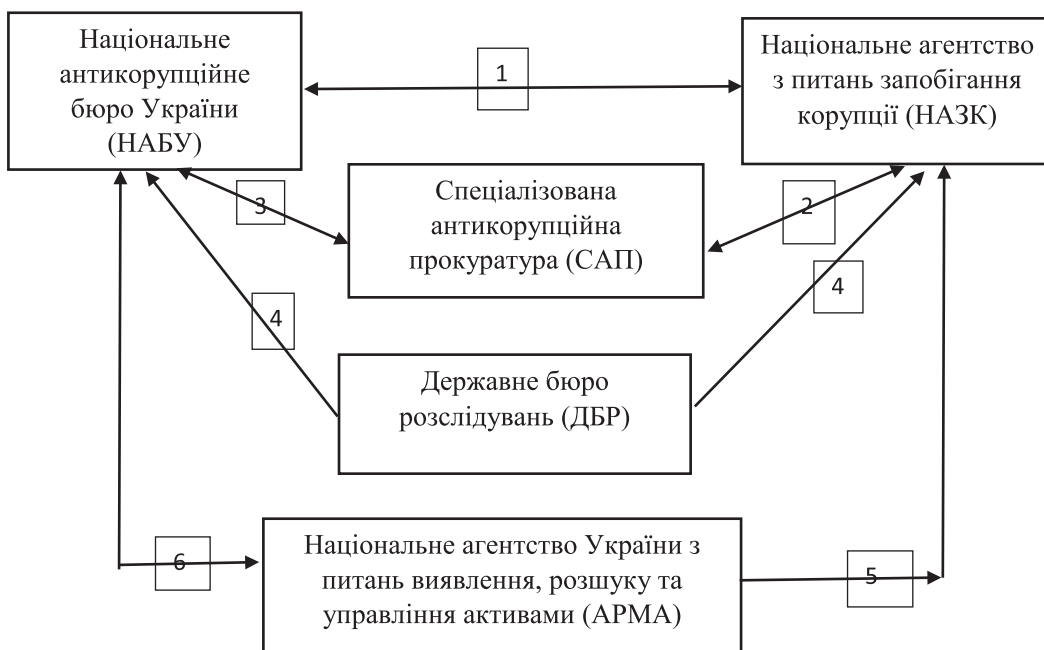 Національне
антикорупційне
бюро України
(НАБУ)
1
Національне агентство
з питань запобігання
корупції (НАЗК)
3
Спеціалізована
антикорупційна
прокуратура (САП)
2
4
4
Державне бюро
розслідувань (ДБР)
6
Національне агентство України з
питань виявлення, розшуку та
управління активами (АРМА)
5